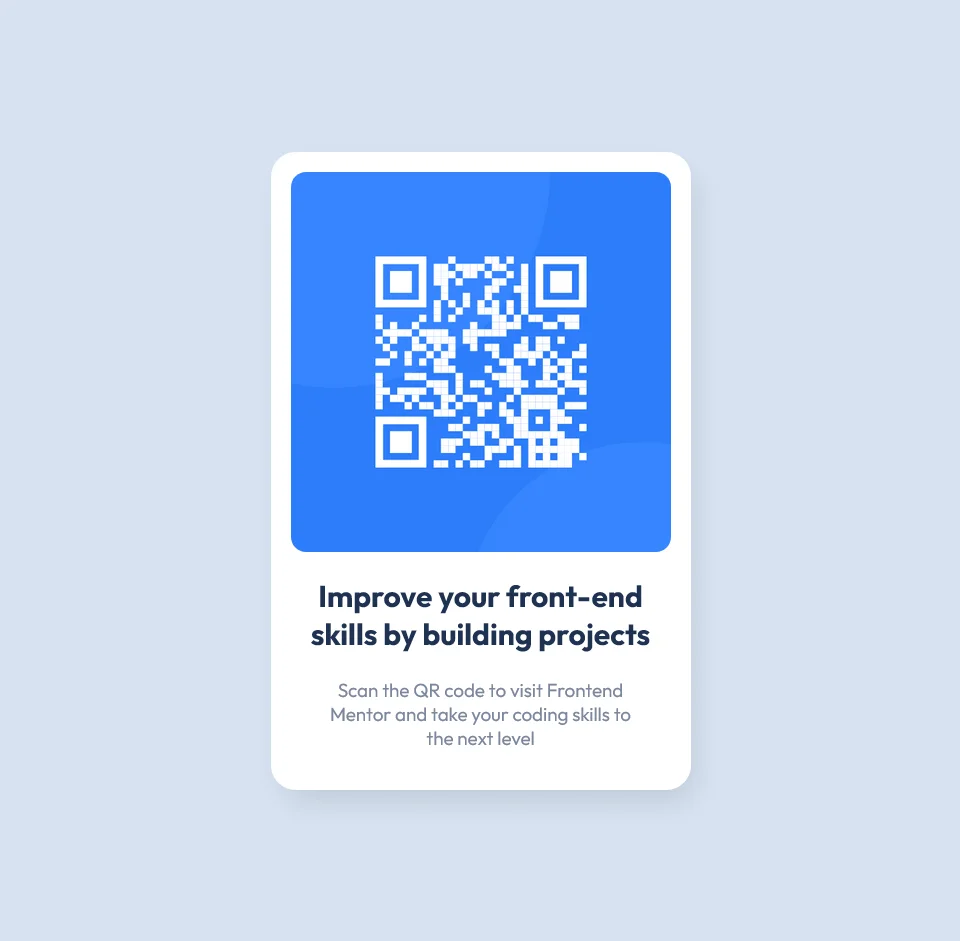 Improve your front-end
skills by building projects
Scan the QR code to visit Frontend
Mentor and take your coding skills to
the next level